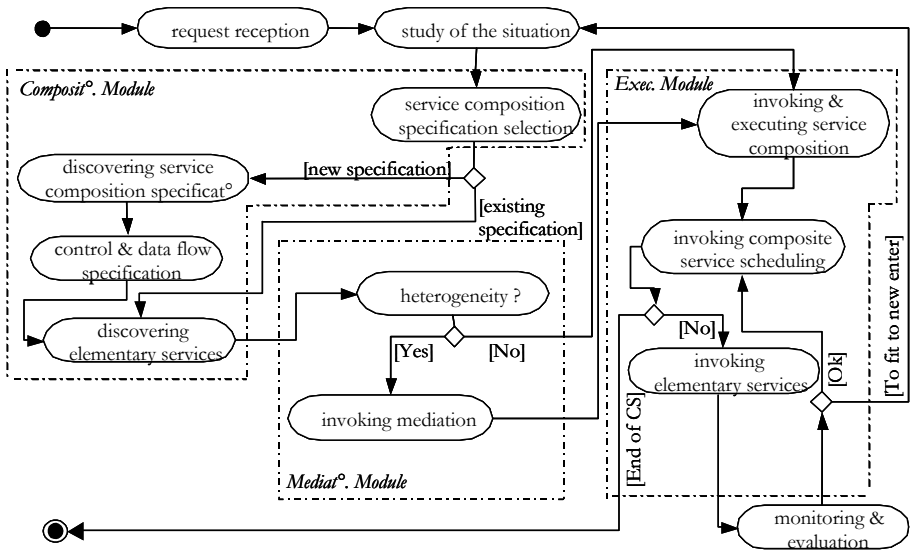 request reception
study of the situation
Composit°. Module
Exec. Module
service composition
specification selection
invoking &
executing service
composition
discovering service
composition specificat°
[new specification]
[existing
specification]
control & data flow
specification
invoking composite
service scheduling
heterogeneity ?
discovering
elementary services
[Yes]
[No]
[No]
invoking
elementary services
[Ok]
[To fit to new enter]
invoking mediation
[End of CS]
Mediat°. Module
monitoring &
evaluation